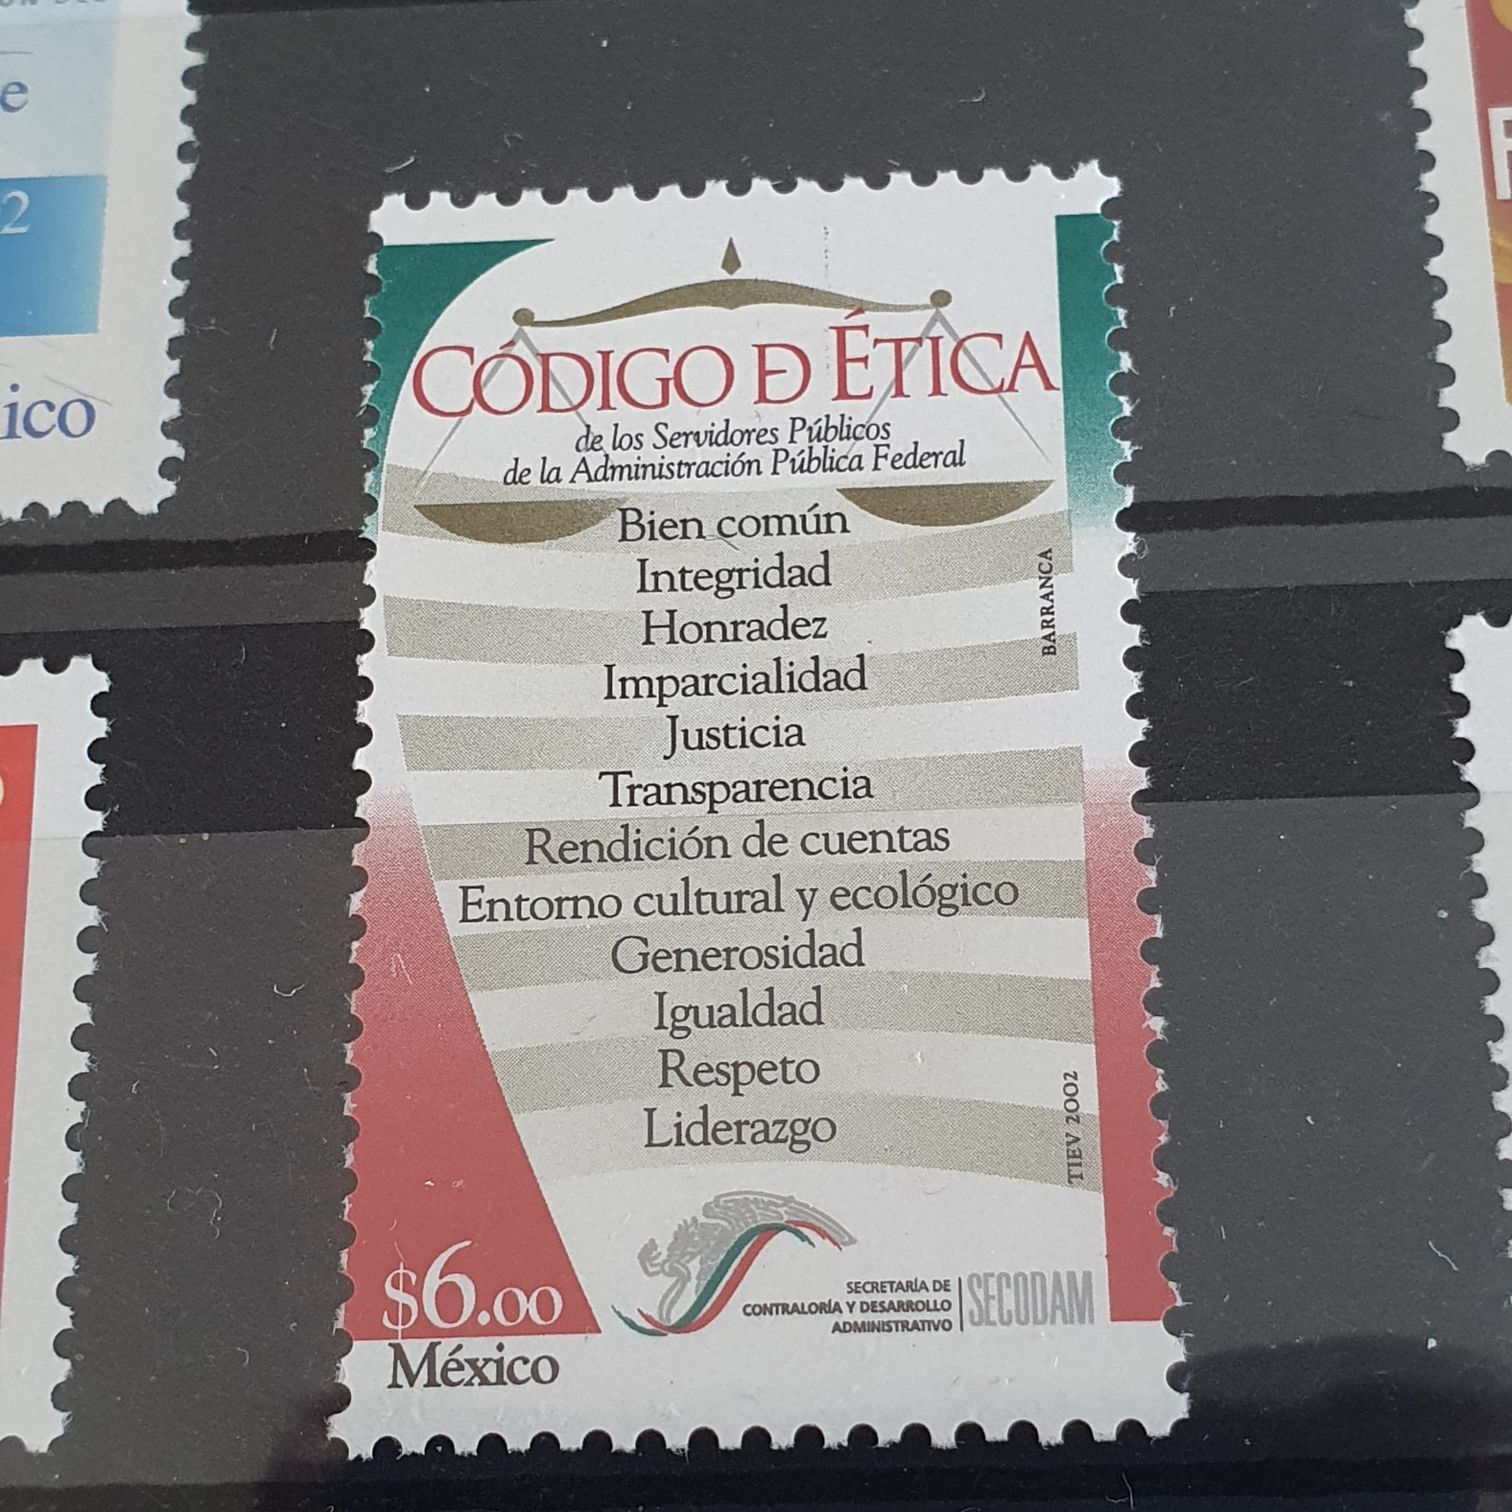 e
2
ico
CÓDIGO D ÉTICA
de los Servidores Públicos
de la Administración Pública Federal
Bien común
Integridad
Honradez
Imparcialidad
Justicia
Transparencia
Rendición de cuentas
Entorno cultural y ecológico
Generosidad
Igualdad
Respeto
Liderazgo
BARRANCA
TIEV 2002
SECRETARÍA DE
CONTRALORÍA Y DESARROLLO
ADMINISTRATIVO
SECODAM
$6.00
México